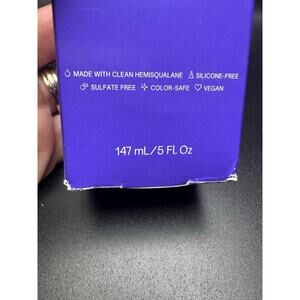 MADE WITH CLEAN HEMISQUALANE SILICONE-FREE
SULFATE FREE COLOR-SAFE VEGAN
147 mL/5 Fl. Oz